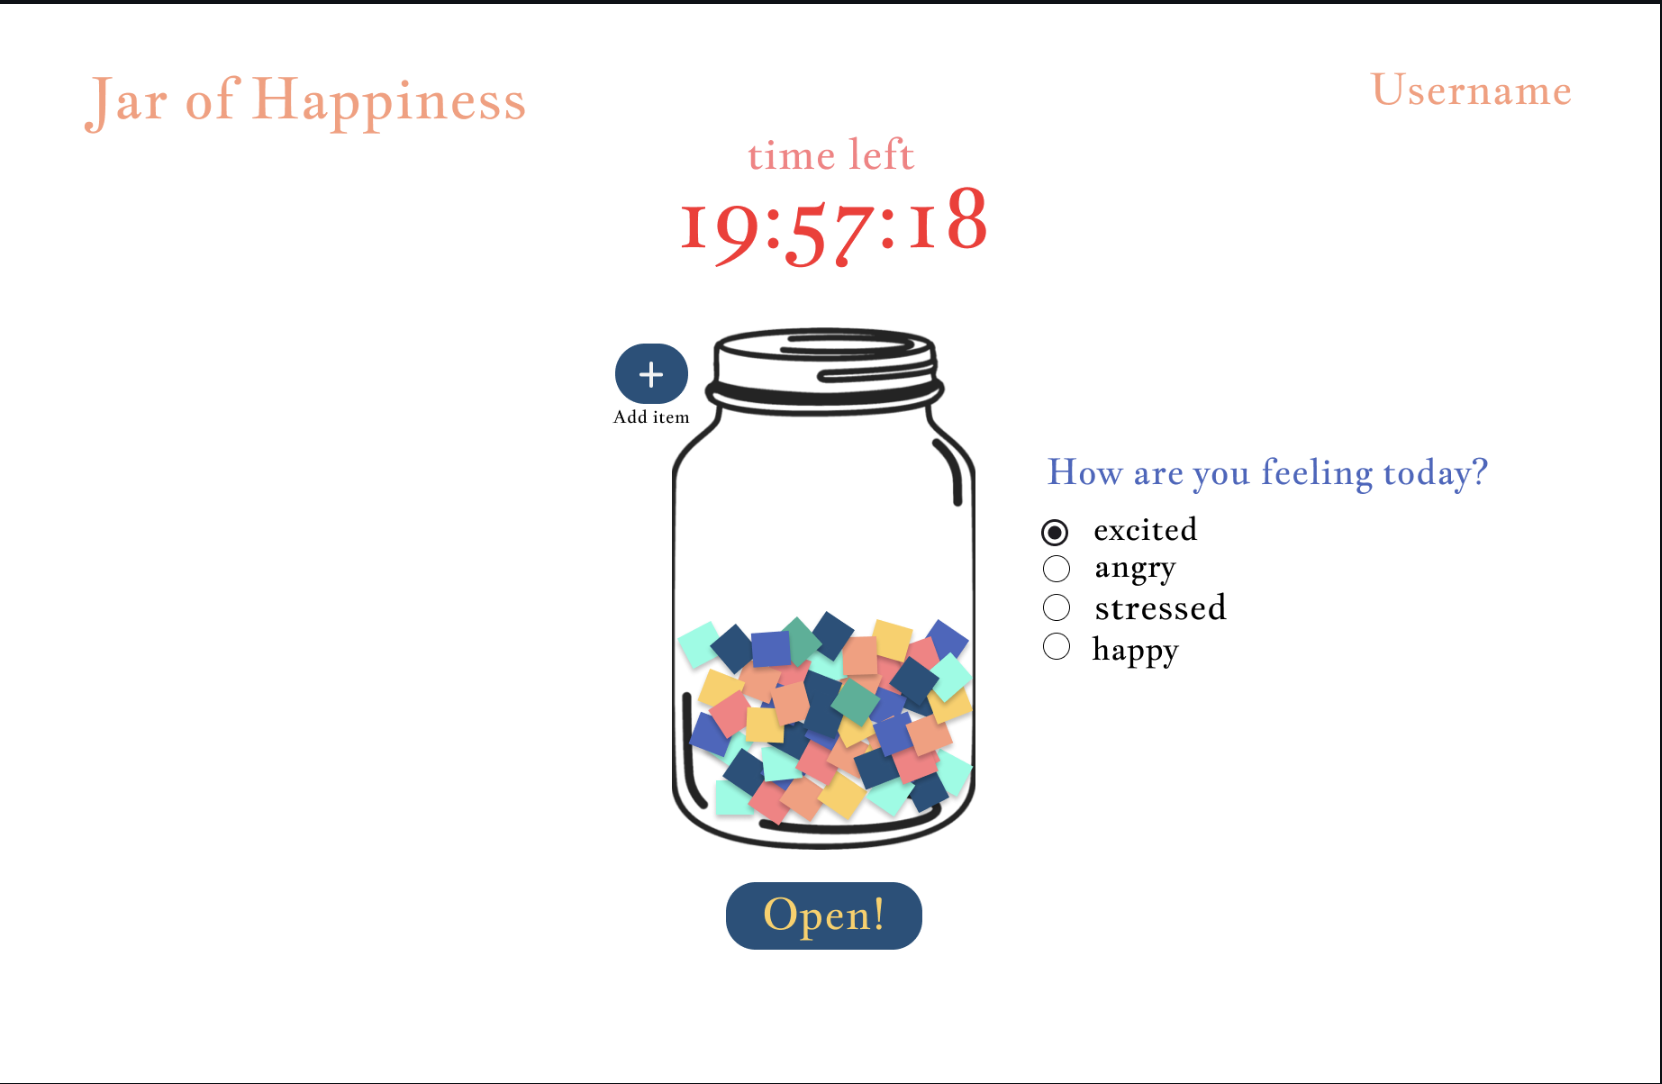 Jar of Happiness
Username
time left
19:57:18
+
Add item
How are you feeling today?
excited
angry
stressed
happy
Open!